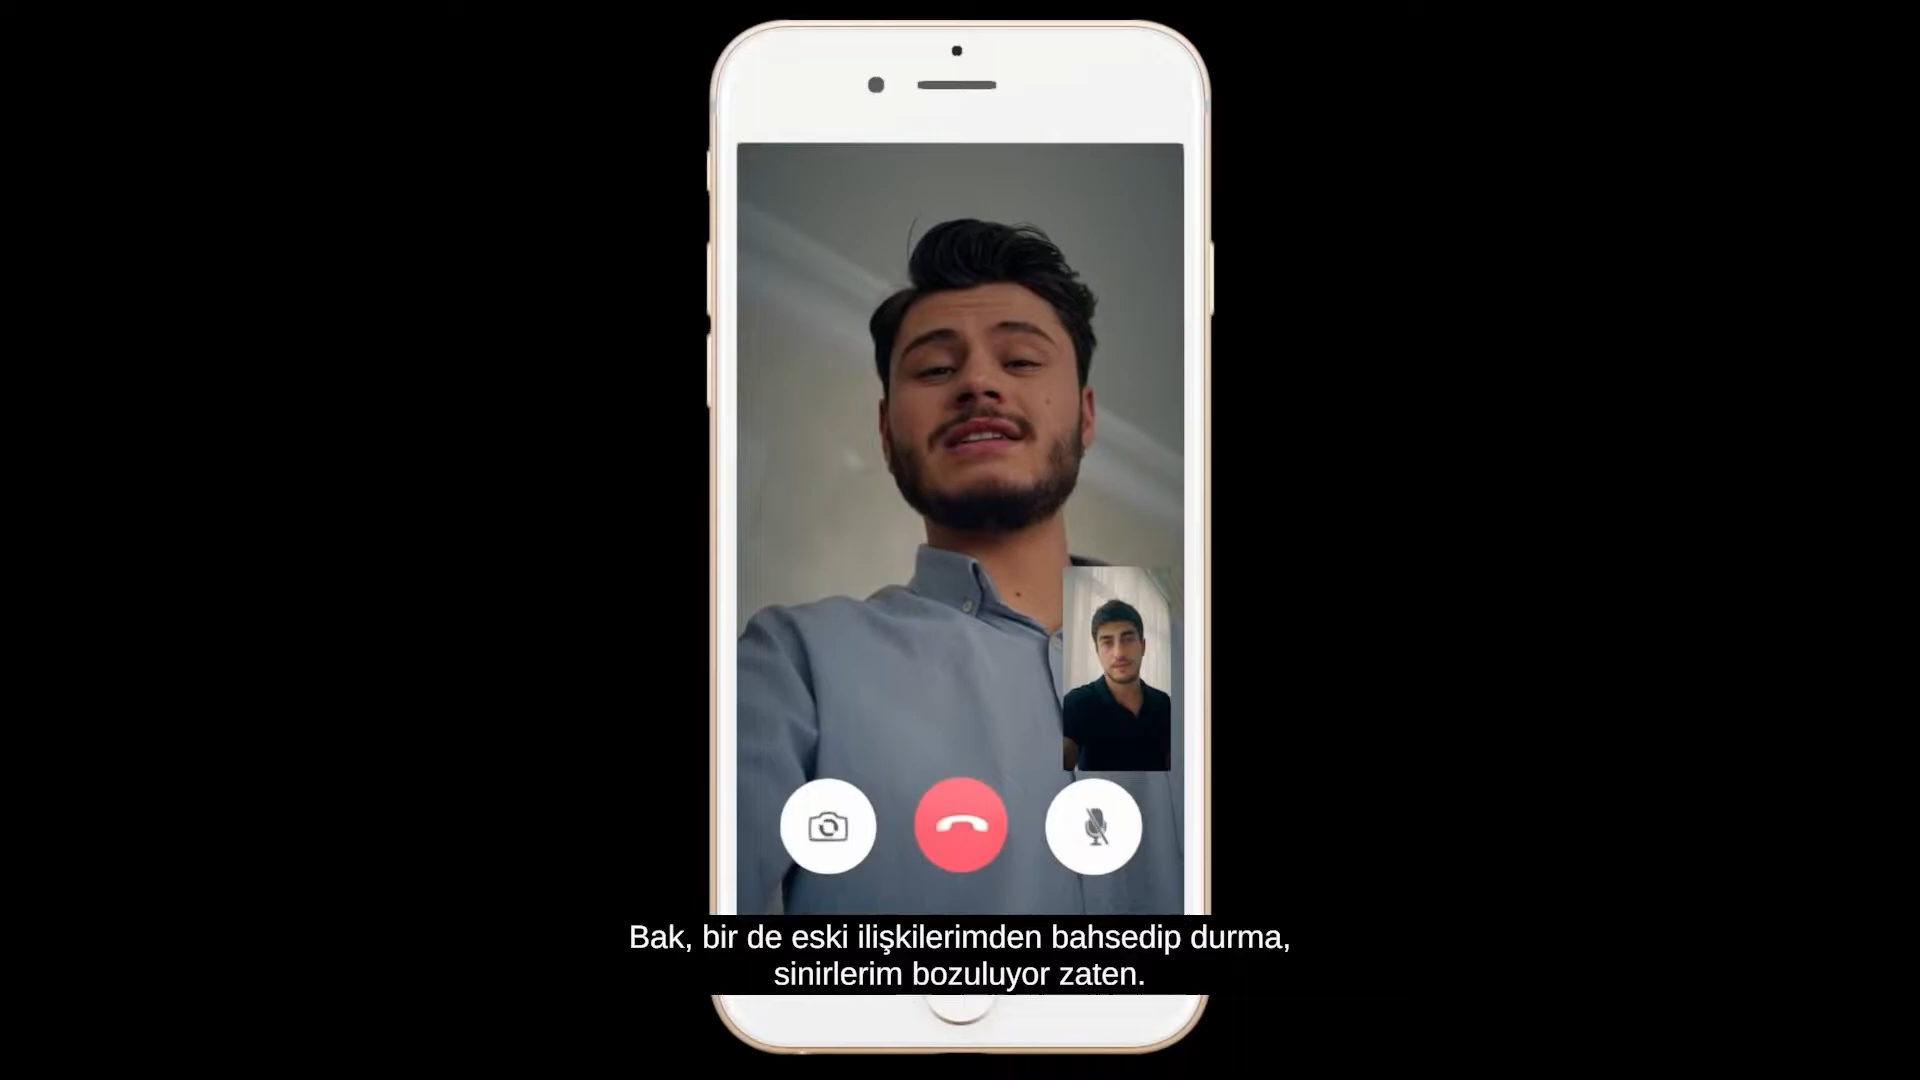 Bak, bir de eski ilişkilerimden bahsedip durma,
sinirlerim bozuluyor zaten.